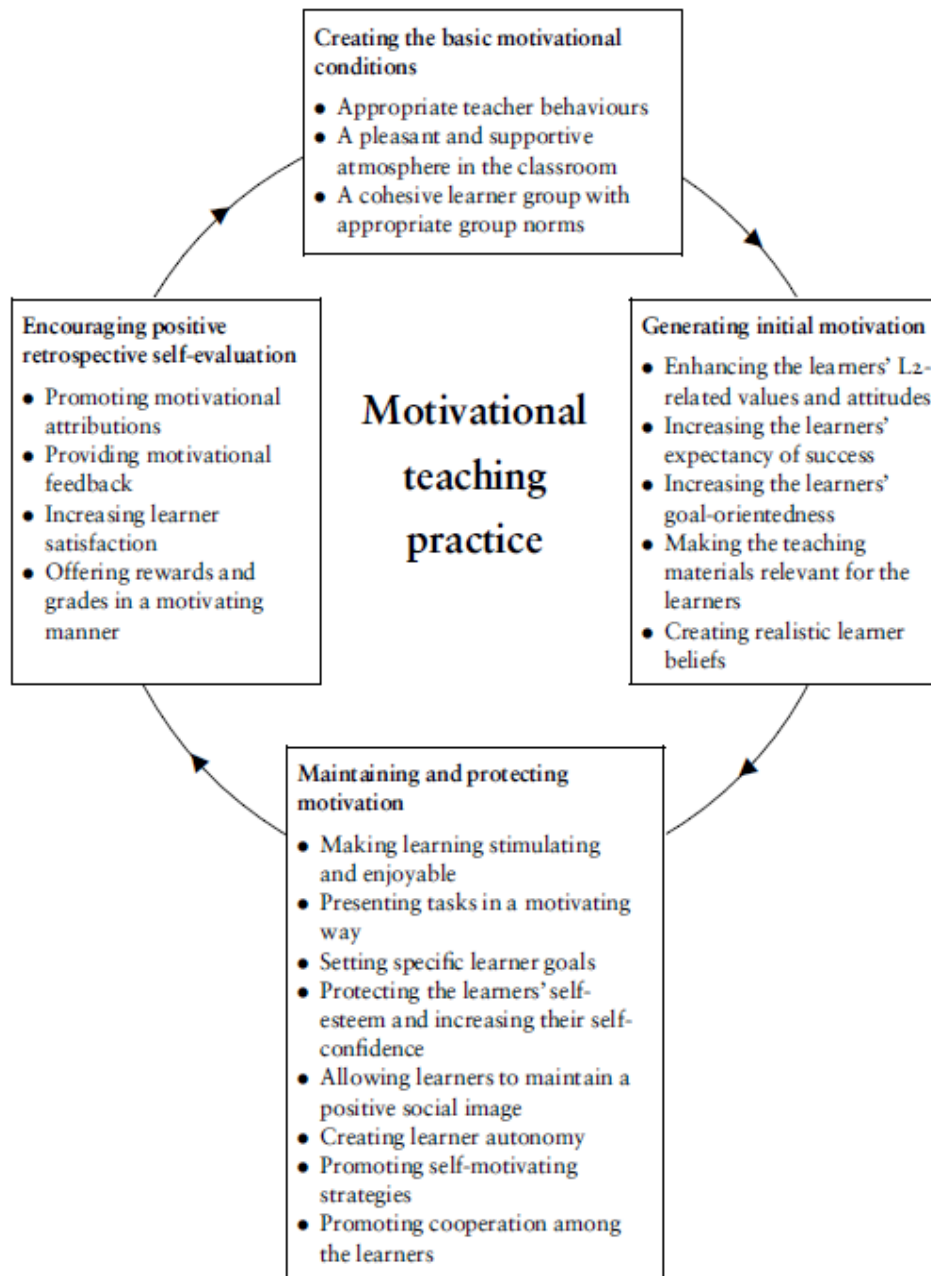 Creating the basic motivational
conditions
● Appropriate teacher behaviours
● A pleasant and supportive
atmosphere in the classroom
● A cohesive learner group with
appropriate group norms
Generating initial motivation
● Enhancing the learners’ L2-
related values and attitudes
● Increasing the learners’
expectancy of success
● Increasing the learners’
goal-orientedness
● Making the teaching
materials relevant for the
learners
● Creating realistic learner
beliefs
Maintaining and protecting
motivation
● Making learning stimulating
and enjoyable
● Presenting tasks in a motivating
way
● Setting specific learner goals
● Protecting the learners’ self-
esteem and increasing their self-
confidence
● Allowing learners to maintain a
positive social image
● Creating learner autonomy
● Promoting self-motivating
strategies
● Promoting cooperation among
the learners
Encouraging positive
retrospective self-evaluation
● Promoting motivational
attributions
● Providing motivational
feedback
● Increasing learner
satisfaction
● Offering rewards and
grades in a motivating
manner
Motivational
teaching
practice